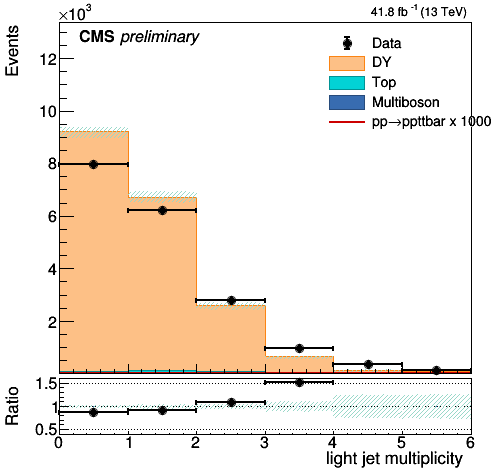 ×10³
41.8 fb⁻¹ (13 TeV)
CMS preliminary
Events
Data
DY
Top
Multiboson
pp→ppttbar x 1000
12
10
8
6
4
2
Ratio
1.5
1
0.5
0 1 2 3 4 5 6
light jet multiplicity